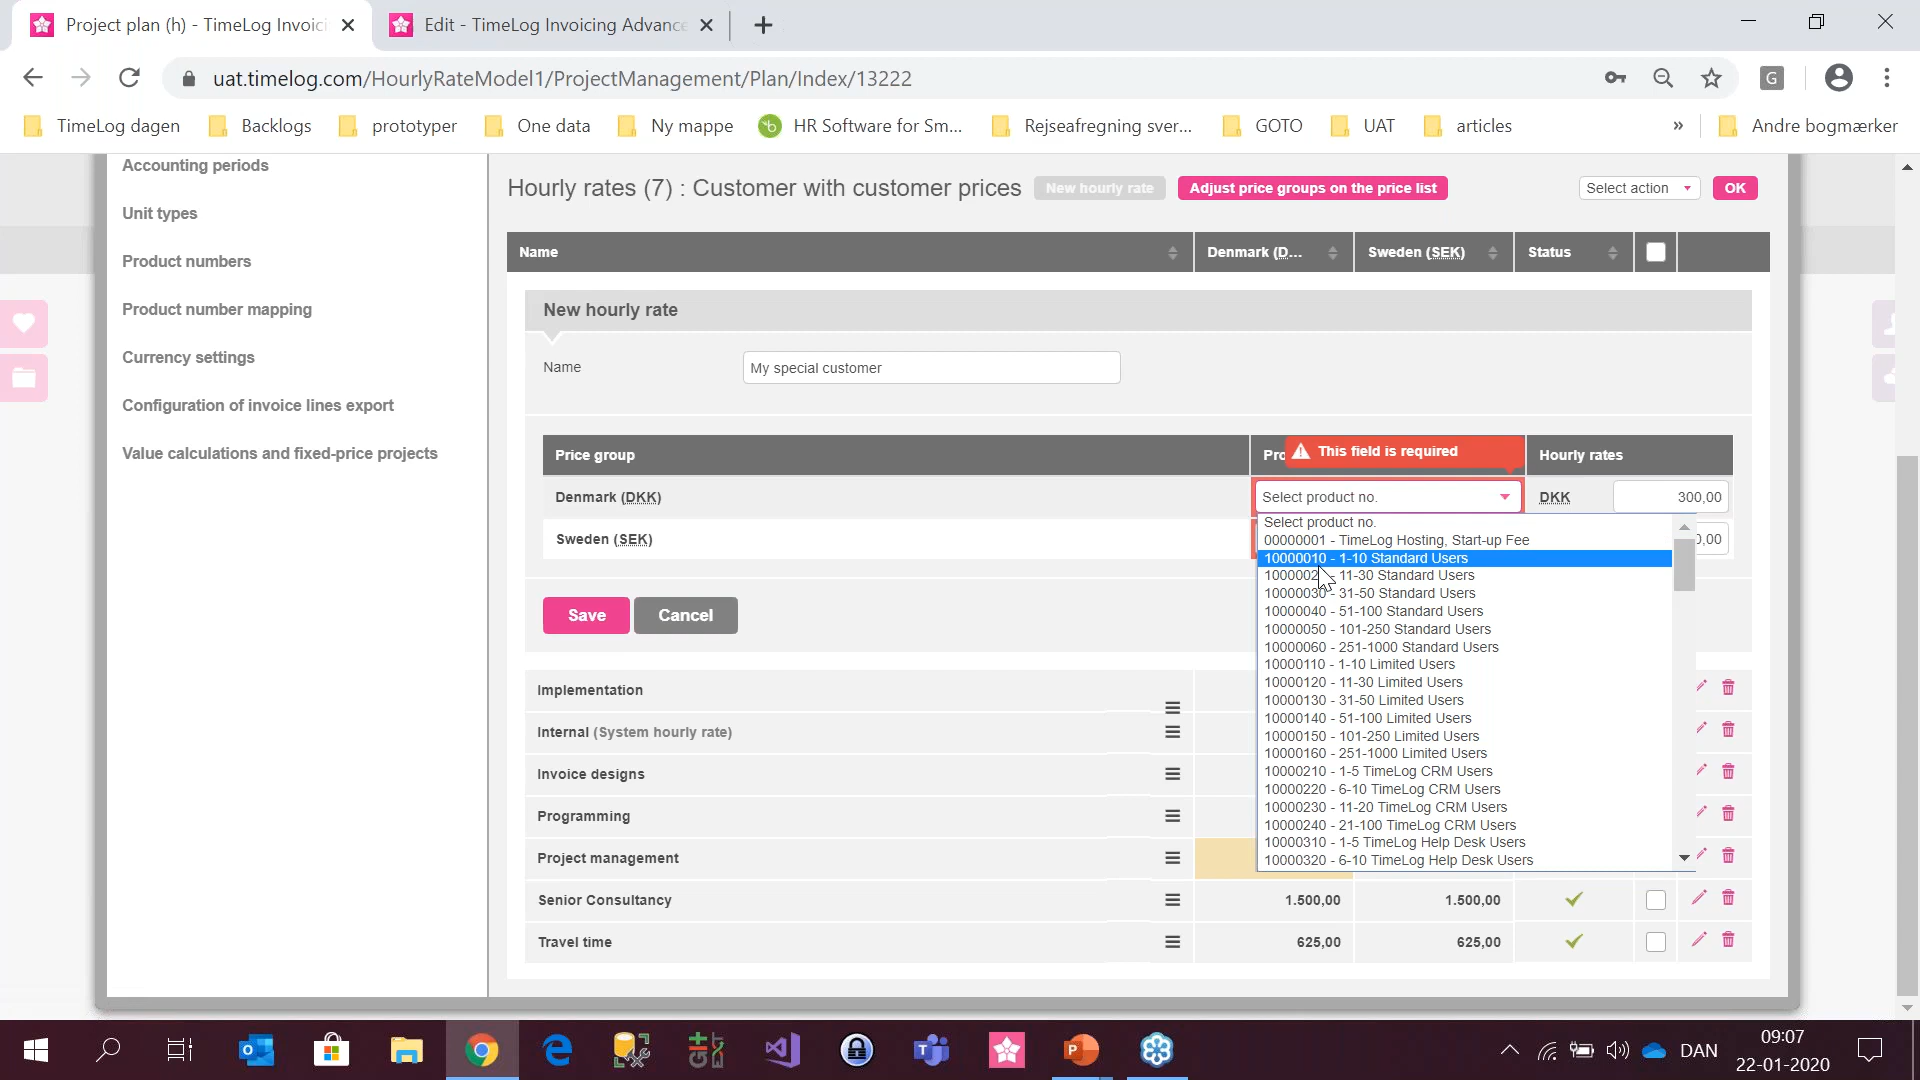 Project plan (h) - TimeLog Invoici
Edit - TimeLog Invoicing Advance
uat.timelog.com/HourlyRateModel1/ProjectManagement/Plan/Index/13222
G
TimeLog dagen
Backlogs
prototyper
One data
Ny mappe
HR Software for Sm...
Rejseafregning sver...
GOTO
UAT
articles
»
Andre bogmærker
Accounting periods
Unit types
Product numbers
Product number mapping
Currency settings
Configuration of invoice lines export
Value calculations and fixed-price projects
Hourly rates (7) : Customer with customer prices
New hourly rate
Adjust price groups on the price list
Select action
OK
Name
Denmark (D...
Sweden (SEK)
Status
New hourly rate
Name
My special customer
Price group
Pro
This field is required
Hourly rates
Denmark (DKK)
Select product no.
DKK
300,00
Sweden (SEK)
0,00
Select product no.
00000001 - TimeLog Hosting, Start-up Fee
10000010 - 1-10 Standard Users
1000002 - 11-30 Standard Users
10000030 - 31-50 Standard Users
10000040 - 51-100 Standard Users
10000050 - 101-250 Standard Users
10000060 - 251-1000 Standard Users
10000110 - 1-10 Limited Users
10000120 - 11-30 Limited Users
10000130 - 31-50 Limited Users
10000140 - 51-100 Limited Users
10000150 - 101-250 Limited Users
10000160 - 251-1000 Limited Users
10000210 - 1-5 TimeLog CRM Users
10000220 - 6-10 TimeLog CRM Users
10000230 - 11-20 TimeLog CRM Users
10000240 - 21-100 TimeLog CRM Users
10000310 - 1-5 TimeLog Help Desk Users
10000320 - 6-10 TimeLog Help Desk Users
Save
Cancel
Implementation
Internal (System hourly rate)
Invoice designs
Programming
Project management
Senior Consultancy
1.500,00
1.500,00
Travel time
625,00
625,00
DAN
09:07
22-01-2020